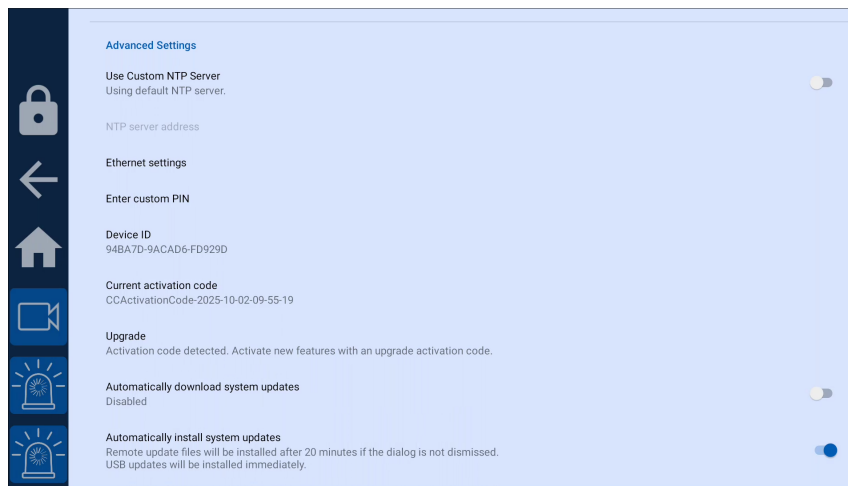 Advanced Settings
Use Custom NTP Server
Using default NTP server.
NTP server address
Ethernet settings
Enter custom PIN
Device ID
94BA7D-9ACAD6-FD929D
Current activation code
CCActivationCode-2025-10-02-09-55-19
Upgrade
Activation code detected. Activate new features with an upgrade activation code.
Automatically download system updates
Disabled
Automatically install system updates
Remote update files will be installed after 20 minutes if the dialog is not dismissed.
USB updates will be installed immediately.